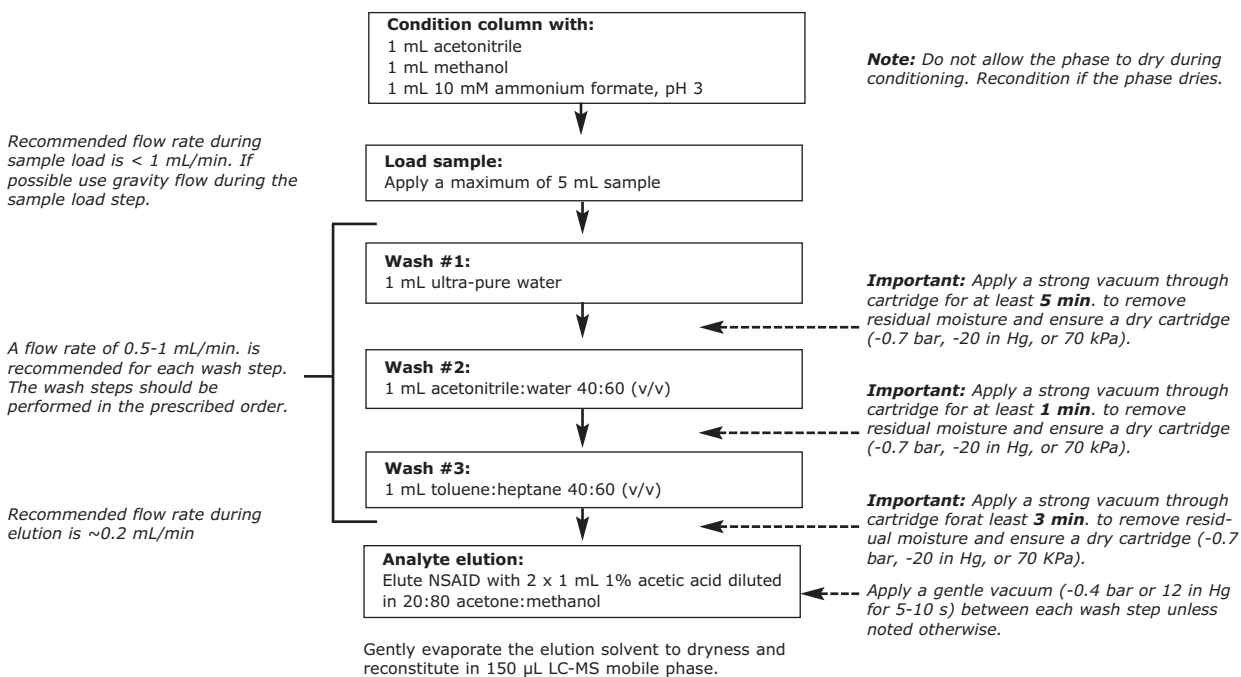 Condition column with:
1 mL acetonitrile
1 mL methanol
1 mL 10 mM ammonium formate, pH 3
Note: Do not allow the phase to dry during
conditioning. Recondition if the phase dries.
Recommended flow rate during
sample load is < 1 mL/min. If
possible use gravity flow during the
sample load step.
Load sample:
Apply a maximum of 5 mL sample
Wash #1:
1 mL ultra-pure water
Important: Apply a strong vacuum through
cartridge for at least 5 min. to remove
residual moisture and ensure a dry cartridge
(-0.7 bar, -20 in Hg, or 70 kPa).
A flow rate of 0.5-1 mL/min. is
recommended for each wash step.
The wash steps should be
performed in the prescribed order.
Wash #2:
1 mL acetonitrile:water 40:60 (v/v)
Important: Apply a strong vacuum through
cartridge for at least 1 min. to remove
residual moisture and ensure a dry cartridge
(-0.7 bar, -20 in Hg, or 70 kPa).
Wash #3:
1 mL toluene:heptane 40:60 (v/v)
Important: Apply a strong vacuum through
cartridge forat least 3 min. to remove resid-
ual moisture and ensure a dry cartridge (-0.7
bar, -20 in Hg, or 70 KPa).
Recommended flow rate during
elution is ~0.2 mL/min
Analyte elution:
Elute NSAID with 2 x 1 mL 1% acetic acid diluted
in 20:80 acetone:methanol
Apply a gentle vacuum (-0.4 bar or 12 in Hg
for 5-10 s) between each wash step unless
noted otherwise.
Gently evaporate the elution solvent to dryness and
reconstitute in 150 µL LC-MS mobile phase.